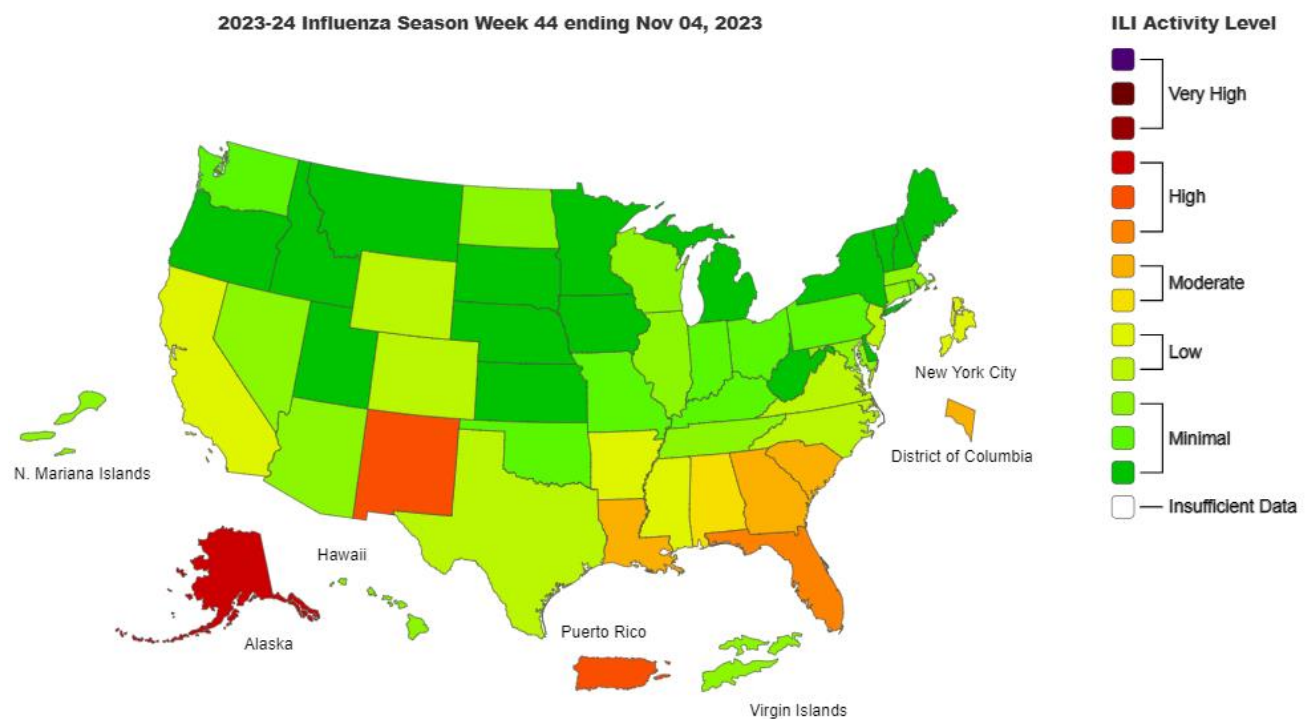 2023-24 Influenza Season Week 44 ending Nov 04, 2023
ILI Activity Level
Very High
High
Moderate
Low
Minimal
Insufficient Data
New York City
District of Columbia
N. Mariana Islands
Hawaii
Alaska
Puerto Rico
Virgin Islands